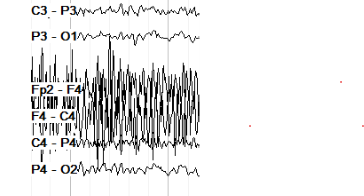 C3 - P3
P3 - O1
Fp2 - F4
F4 - C4
C4 - P4
P4 - O2